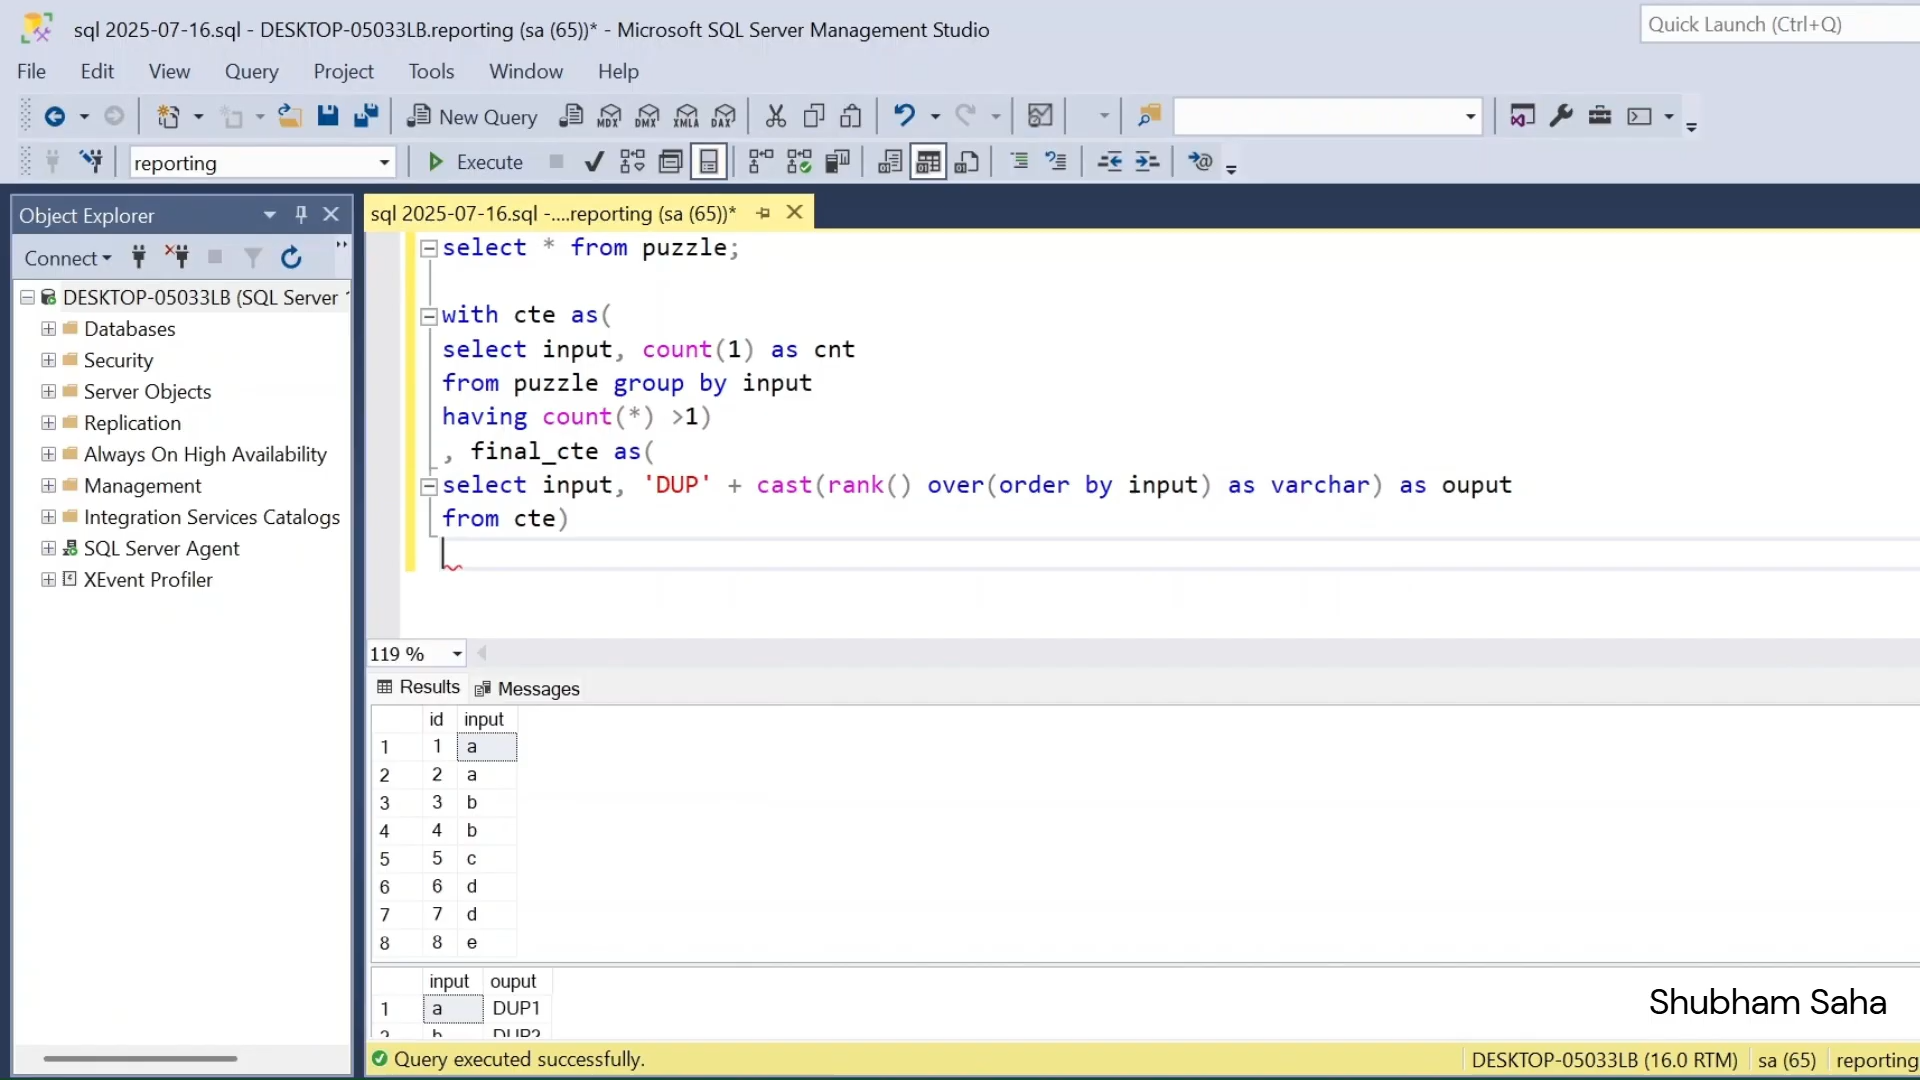 sql 2025-07-16.sql - DESKTOP-05033LB.reporting (sa (65))* - Microsoft SQL Server Management Studio
Quick Launch (Ctrl+Q)
File Edit View Query Project Tools Window Help
New Query MDX DMX XMLA DAX
reporting Execute
Object Explorer
sql 2025-07-16.sql -....reporting (sa (65))*
Connect
DESKTOP-05033LB (SQL Server
Databases
Security
Server Objects
Replication
Always On High Availability
Management
Integration Services Catalogs
SQL Server Agent
XEvent Profiler
select * from puzzle;
with cte as(
select input, count(1) as cnt
from puzzle group by input
having count(*) >1)
, final_cte as(
select input, 'DUP' + cast(rank() over(order by input) as varchar) as ouput
from cte)
119 %
Results Messages
id input
1 1 a
2 2 a
3 3 b
4 4 b
5 5 c
6 6 d
7 7 d
8 8 e
input ouput
1 a DUP1
2 b DUP2
Shubham Saha
Query executed successfully.
DESKTOP-05033LB (16.0 RTM) sa (65) reporting